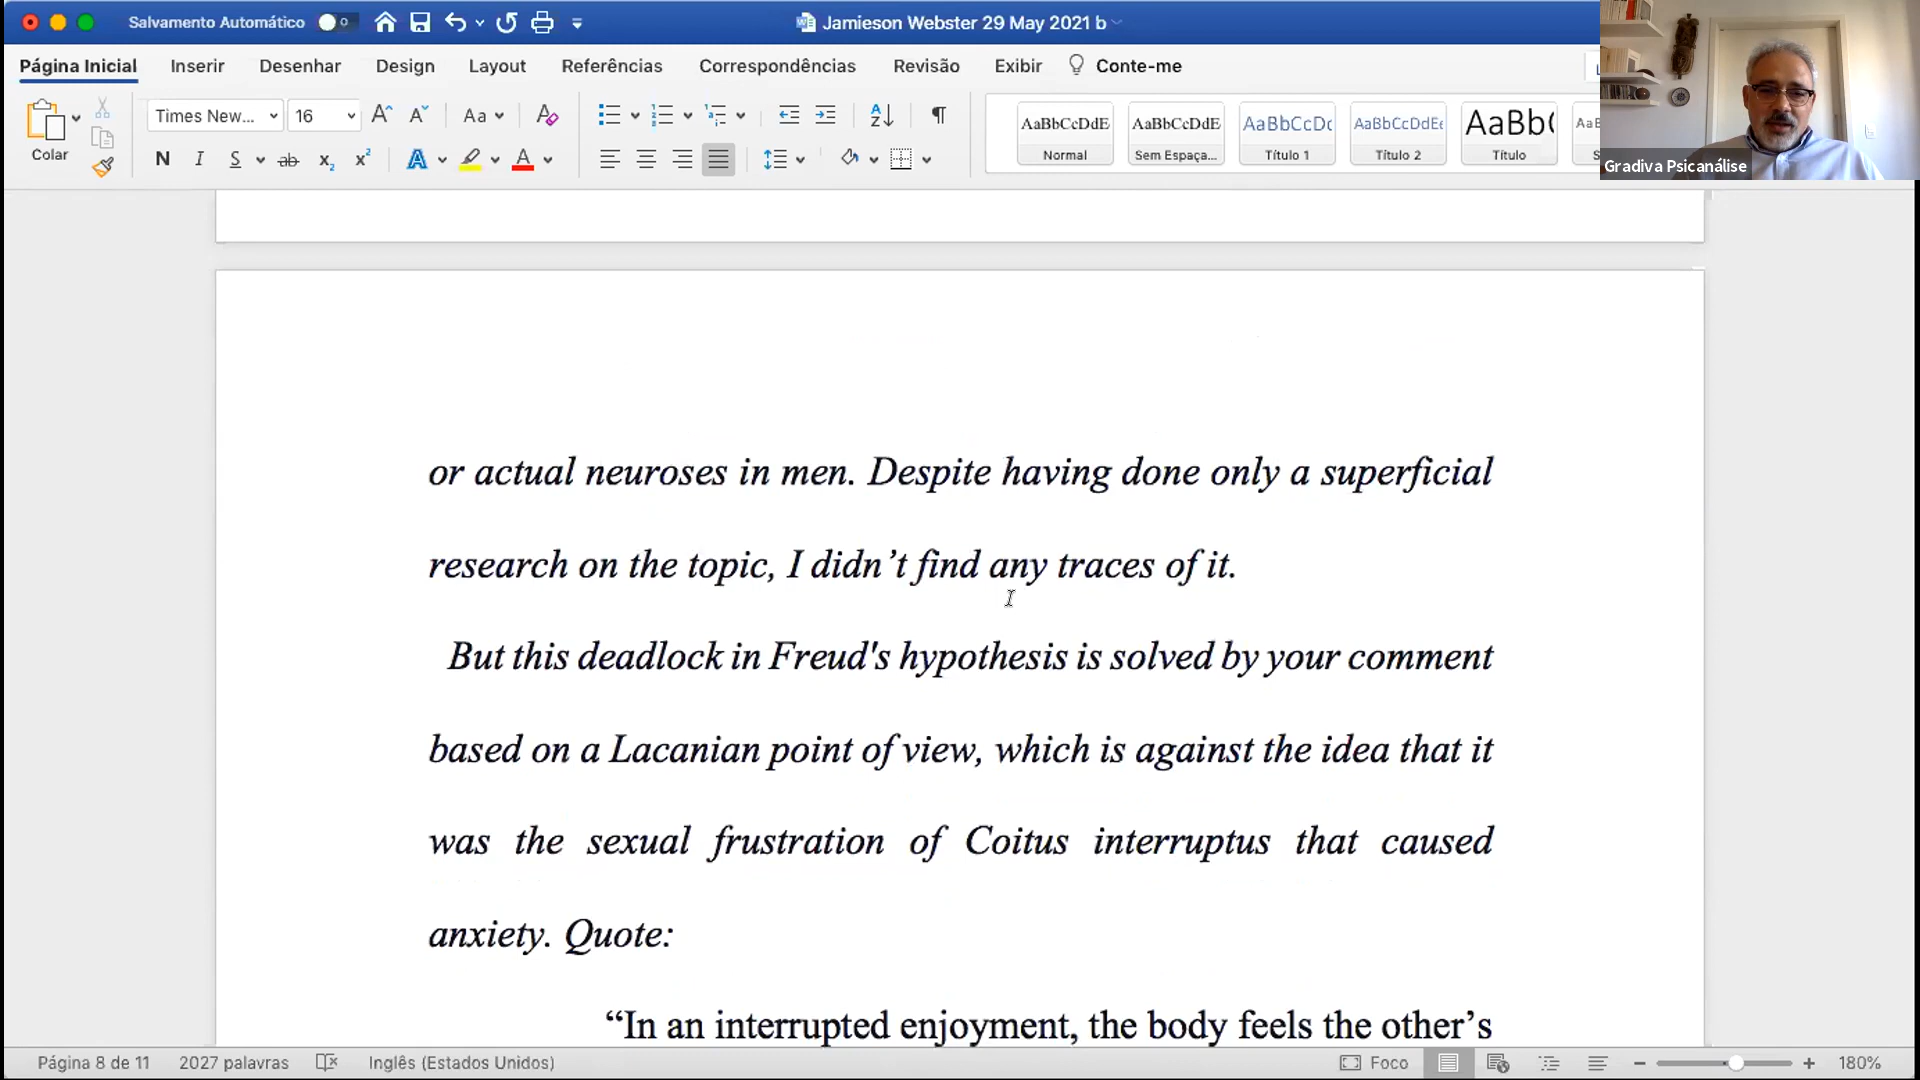 Salvamento Automático
Jamieson Webster 29 May 2021 b
Página Inicial Inserir Desenhar Design Layout Referências Correspondências Revisão Exibir Conte-me
Colar
Times New... 16 Aa
N I S ab x₂ x² A A
AaBbCcDdE Normal
AaBbCcDdE Sem Espaça...
AaBbCcDc Título 1
AaBbCcDdEe Título 2
AaBb( Título
Gradiva Psicanálise
or actual neuroses in men. Despite having done only a superficial
research on the topic, I didn’t find any traces of it.
But this deadlock in Freud's hypothesis is solved by your comment
based on a Lacanian point of view, which is against the idea that it
was the sexual frustration of Coitus interruptus that caused
anxiety. Quote:
“In an interrupted enjoyment, the body feels the other’s
Página 8 de 11 2027 palavras Inglês (Estados Unidos) Foco 180%